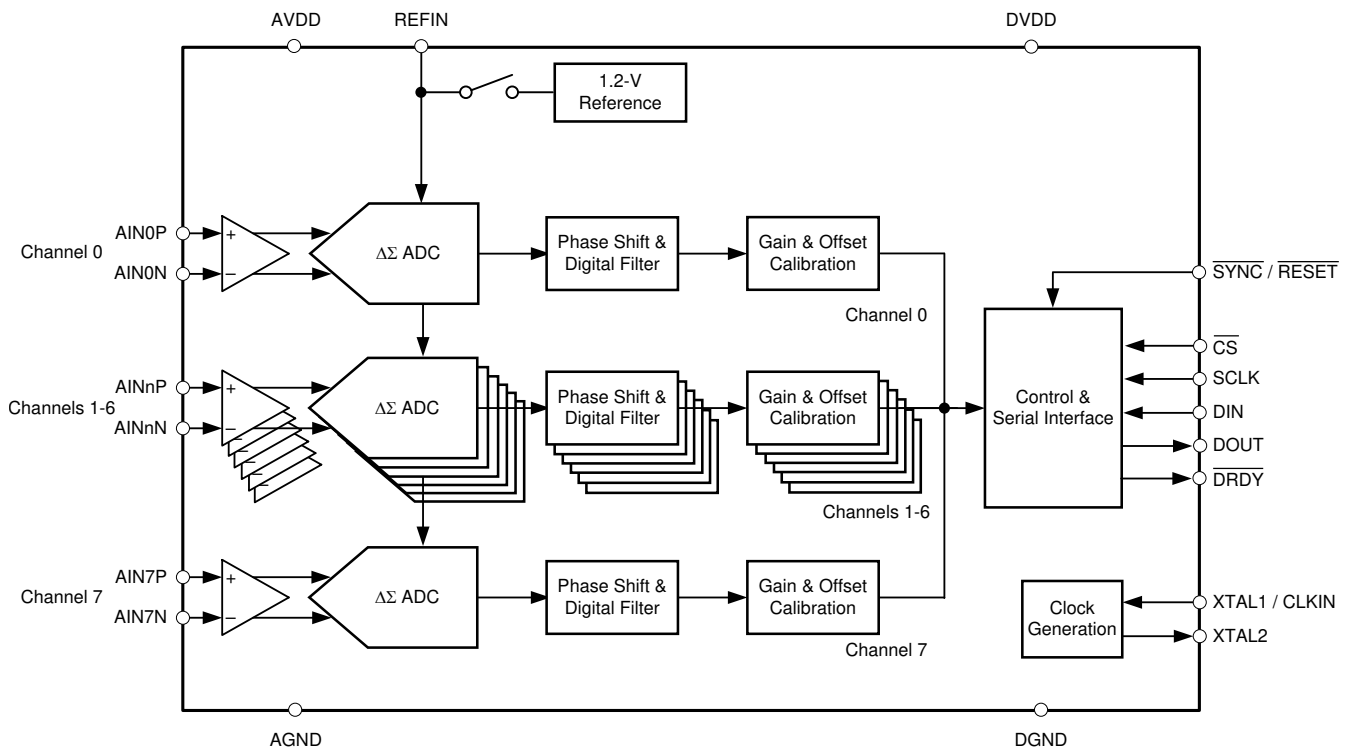 AVDD
REFIN
DVDD
1.2-V
Reference
AIN0P
Channel 0
AIN0N
+
−
ΔΣ ADC
Phase Shift &
Digital Filter
Gain & Offset
Calibration
Channel 0
SYNC / RESET
CS
SCLK
DIN
DOUT
DRDY
Control &
Serial Interface
AINnP
Channels 1-6
AINnN
+
−
−
−
−
−
−
ΔΣ ADC
Phase Shift &
Digital Filter
Gain & Offset
Calibration
Channels 1-6
AIN7P
Channel 7
AIN7N
+
−
ΔΣ ADC
Phase Shift &
Digital Filter
Gain & Offset
Calibration
Channel 7
Clock
Generation
XTAL1 / CLKIN
XTAL2
AGND
DGND